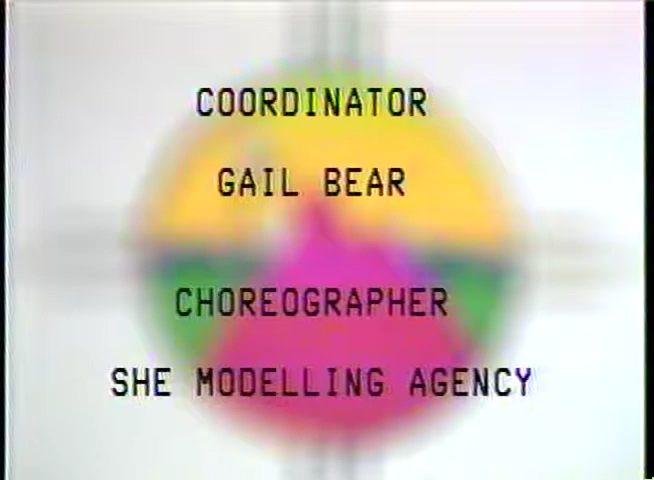 COORDINATOR
GAIL BEAR
CHOREOGRAPHER
SHE MODELLING AGENCY